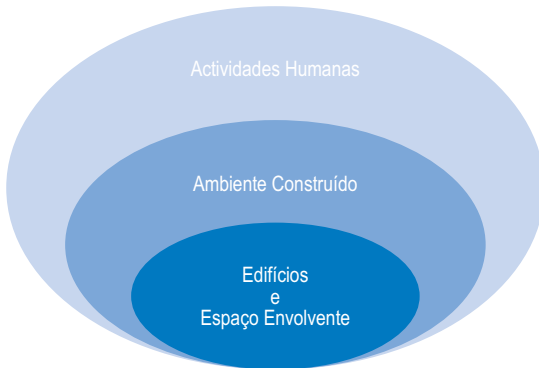 Actividades Humanas
Ambiente Construído
Edifícios
e
Espaço Envolvente